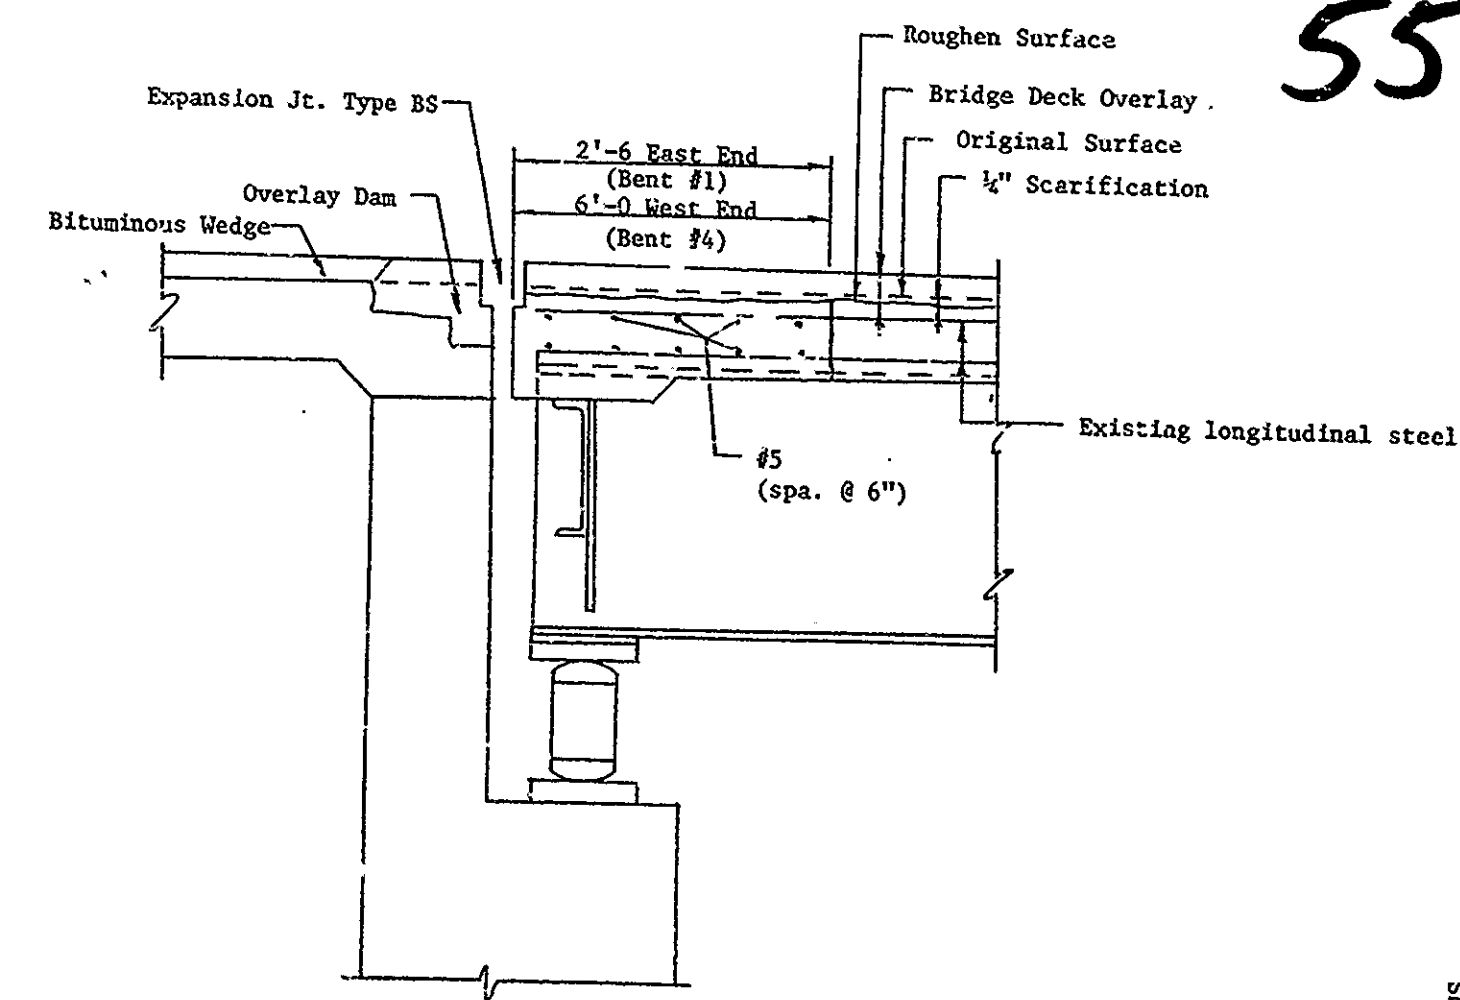 55
Roughen Surface
Expansion Jt. Type BS
Bridge Deck Overlay
Original Surface
2'-6 East End
(Bent #1)
¼" Scarification
Overlay Dam
6'-0 West End
Bituminous Wedge
(Bent #4)
Existing longitudinal steel
#5
(spa. @ 6")